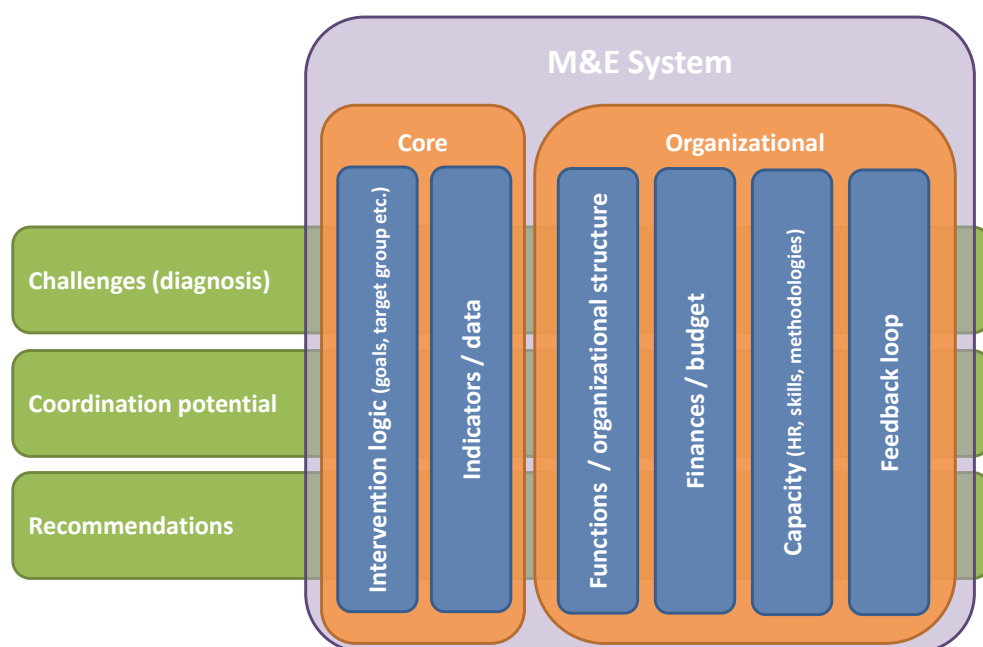 M&E System
Core
Organizational
Challenges (diagnosis)
Coordination potential
Recommendations
Intervention logic (goals, target group etc.)
Indicators / data
Functions / organizational structure
Finances / budget
Capacity (HR, skills, methodologies)
Feedback loop